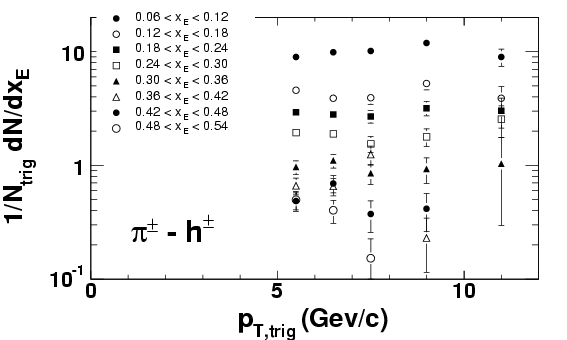 0.06 < x_E < 0.12
0.12 < x_E < 0.18
0.18 < x_E < 0.24
0.24 < x_E < 0.30
0.30 < x_E < 0.36
0.36 < x_E < 0.42
0.42 < x_E < 0.48
0.48 < x_E < 0.54
10
1
10^-1
1/N_trig dN/dx_E
π^± - h^±
0 5 10
p_T,trig (Gev/c)